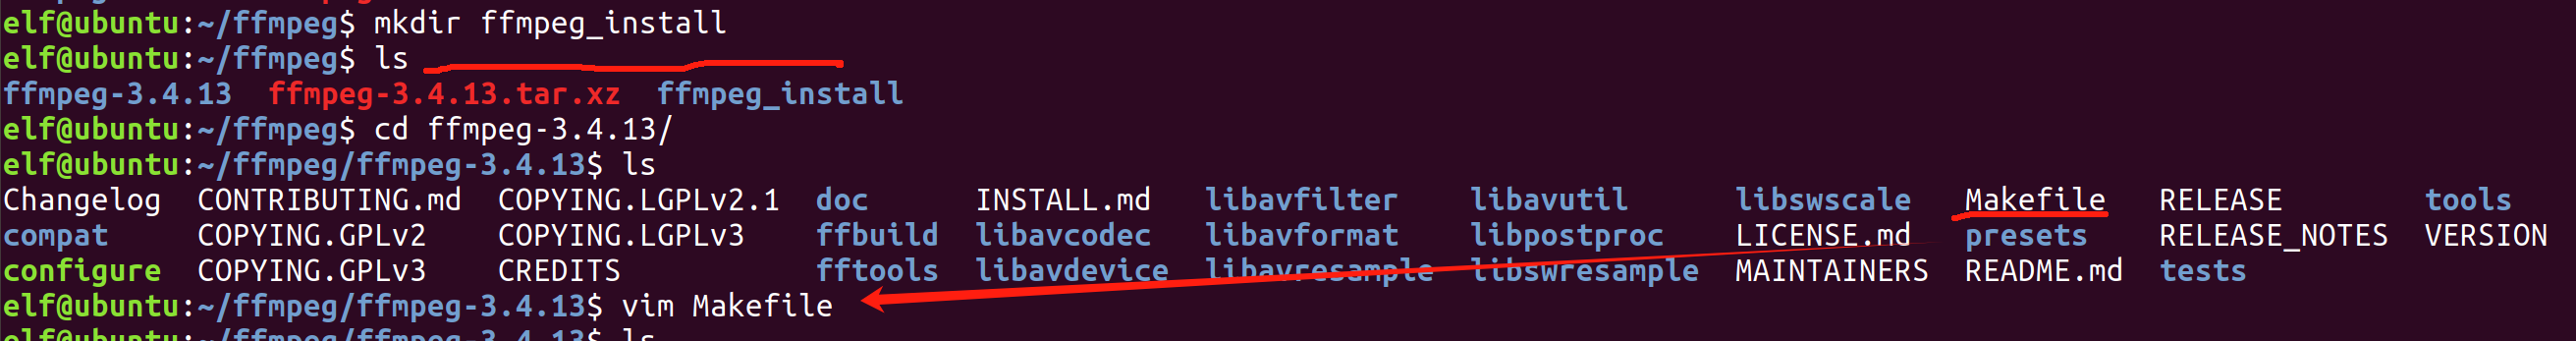 elf@ubuntu:~/ffmpeg$ mkdir ffmpeg_install
elf@ubuntu:~/ffmpeg$ ls
ffmpeg-3.4.13  ffmpeg-3.4.13.tar.xz  ffmpeg_install
elf@ubuntu:~/ffmpeg$ cd ffmpeg-3.4.13/
elf@ubuntu:~/ffmpeg/ffmpeg-3.4.13$ ls
Changelog  CONTRIBUTING.md  COPYING.LGPLv2.1  doc      INSTALL.md   libavfilter    libavutil      libswscale   Makefile   RELEASE        tools
compat     COPYING.GPLv2    COPYING.LGPLv3    ffbuild  libavcodec   libavformat    libpostproc    LICENSE.md   presets    RELEASE_NOTES  VERSION
configure  COPYING.GPLv3    CREDITS           fftools  libavdevice  libavresample  libswresample  MAINTAINERS  README.md  tests
elf@ubuntu:~/ffmpeg/ffmpeg-3.4.13$ vim Makefile
elf@ubuntu:~/ffmpeg/ffmpeg-3.4.13$ ls